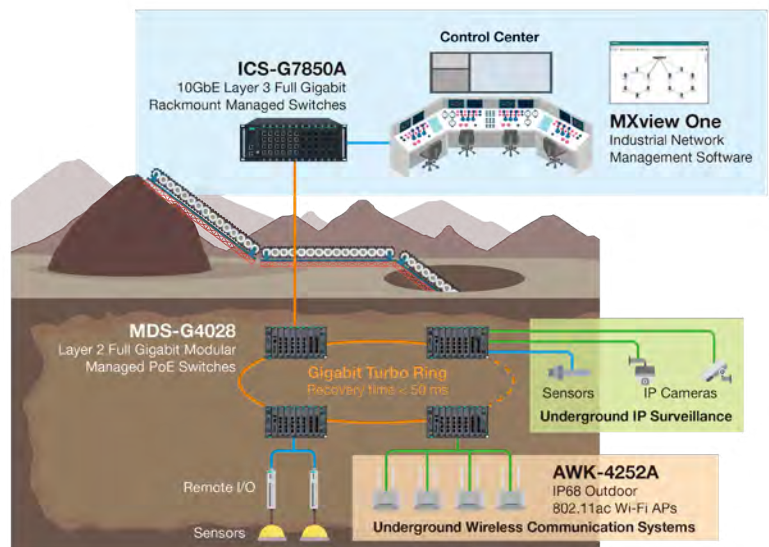 ICS-G7850A
10GbE Layer 3 Full Gigabit
Rackmount Managed Switches
Control Center
MXview One
Industrial Network
Management Software
MDS-G4028
Layer 2 Full Gigabit Modular
Managed PoE Switches
Gigabit Turbo Ring
Recovery time < 50 ms
Sensors
IP Cameras
Underground IP Surveillance
Remote I/O
Sensors
AWK-4252A
IP68 Outdoor
802.11ac Wi-Fi APs
Underground Wireless Communication Systems